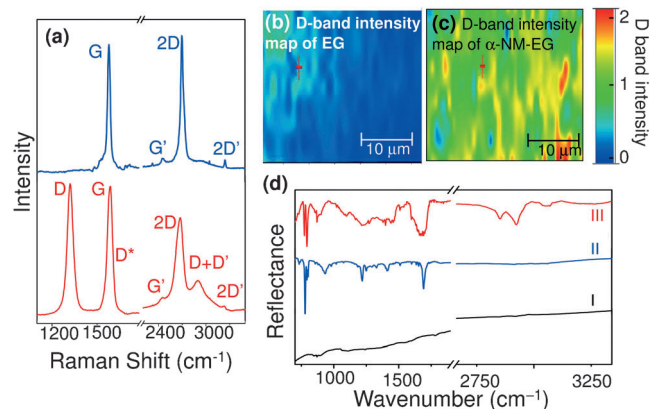 (a)
G
2D
G'
2D'
D
G
2D
D*
D+D'
G'
2D'
Intensity
1200 1500 2400 3000
Raman Shift (cm⁻¹)
(b) D-band intensity
map of EG
10 μm
(c) D-band intensity
map of α-NM-EG
10 μm
2
1
0
D band intensity
(d)
III
II
I
Reflectance
1000 1500 2750 3250
Wavenumber (cm⁻¹)